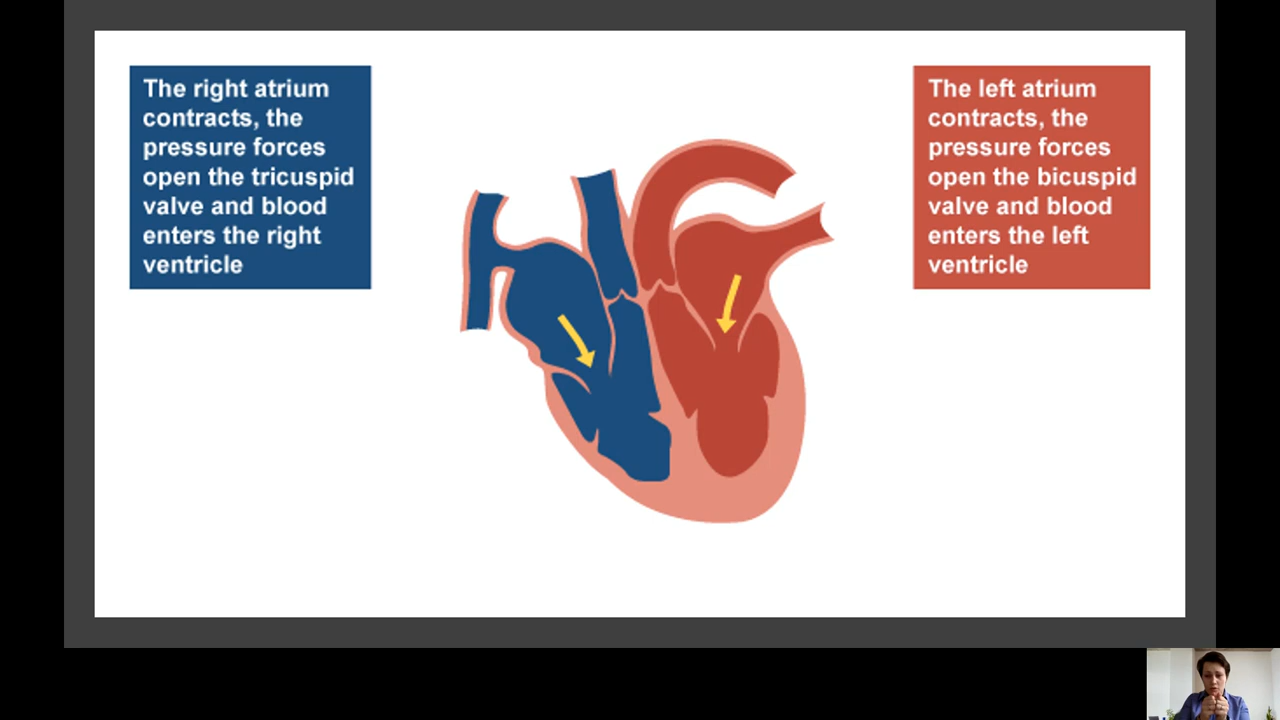 The right atrium
contracts, the
pressure forces
open the tricuspid
valve and blood
enters the right
ventricle
The left atrium
contracts, the
pressure forces
open the bicuspid
valve and blood
enters the left
ventricle